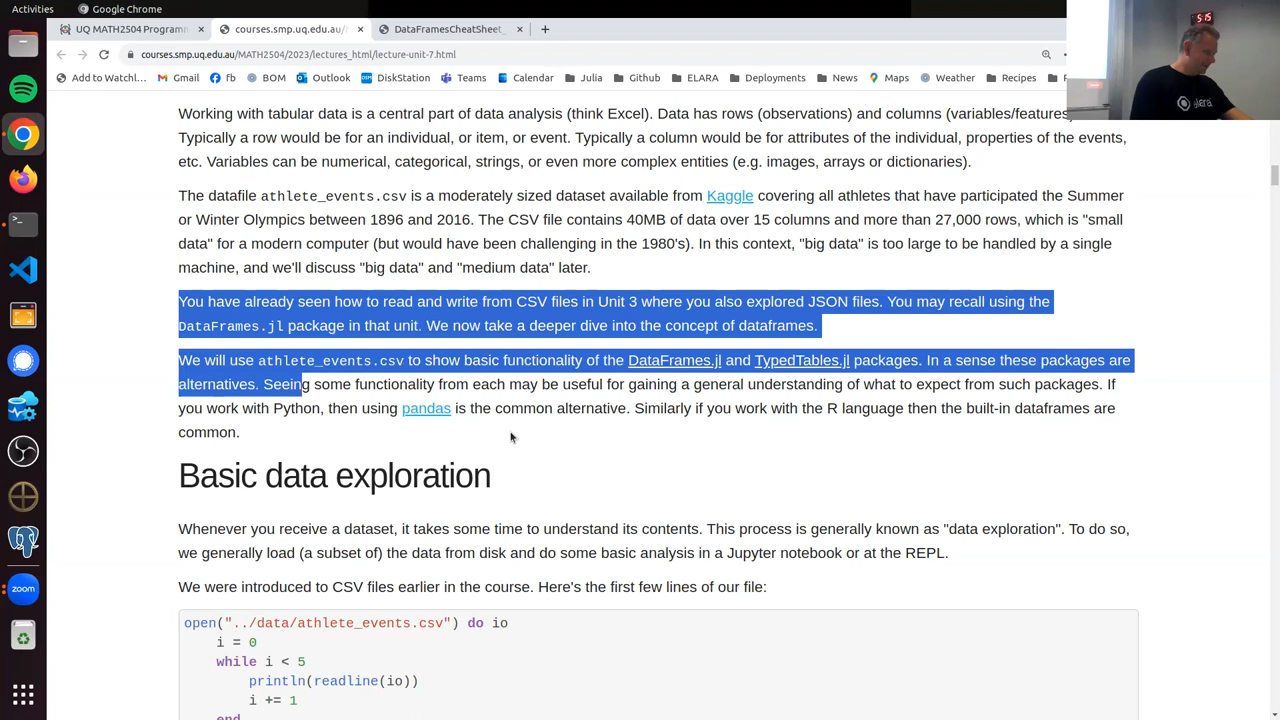 Activities Google Chrome
UQ MATH2504 Programm × courses.smp.uq.edu.au/ × DataFramesCheatSheet_ × +
courses.smp.uq.edu.au/MATH2504/2023/lectures_html/lecture-unit-7.html
Add to Watchl... Gmail fb BOM Outlook DiskStation Teams Calendar Julia Github ELARA Deployments News Maps Weather Recipes
5:15
Working with tabular data is a central part of data analysis (think Excel). Data has rows (observations) and columns (variables/features)
Typically a row would be for an individual, or item, or event. Typically a column would be for attributes of the individual, properties of the events,
etc. Variables can be numerical, categorical, strings, or even more complex entities (e.g. images, arrays or dictionaries).
The datafile athlete_events.csv is a moderately sized dataset available from Kaggle covering all athletes that have participated the Summer
or Winter Olympics between 1896 and 2016. The CSV file contains 40MB of data over 15 columns and more than 27,000 rows, which is "small
data" for a modern computer (but would have been challenging in the 1980's). In this context, "big data" is too large to be handled by a single
machine, and we'll discuss "big data" and "medium data" later.
You have already seen how to read and write from CSV files in Unit 3 where you also explored JSON files. You may recall using the
DataFrames.jl package in that unit. We now take a deeper dive into the concept of dataframes.
We will use athlete_events.csv to show basic functionality of the DataFrames.jl and TypedTables.jl packages. In a sense these packages are
alternatives. Seeing some functionality from each may be useful for gaining a general understanding of what to expect from such packages. If
you work with Python, then using pandas is the common alternative. Similarly if you work with the R language then the built-in dataframes are
common.
Basic data exploration
Whenever you receive a dataset, it takes some time to understand its contents. This process is generally known as "data exploration". To do so,
we generally load (a subset of) the data from disk and do some basic analysis in a Jupyter notebook or at the REPL.
We were introduced to CSV files earlier in the course. Here's the first few lines of our file:
open("../data/athlete_events.csv") do io
i = 0
while i < 5
println(readline(io))
i += 1
end
zoom